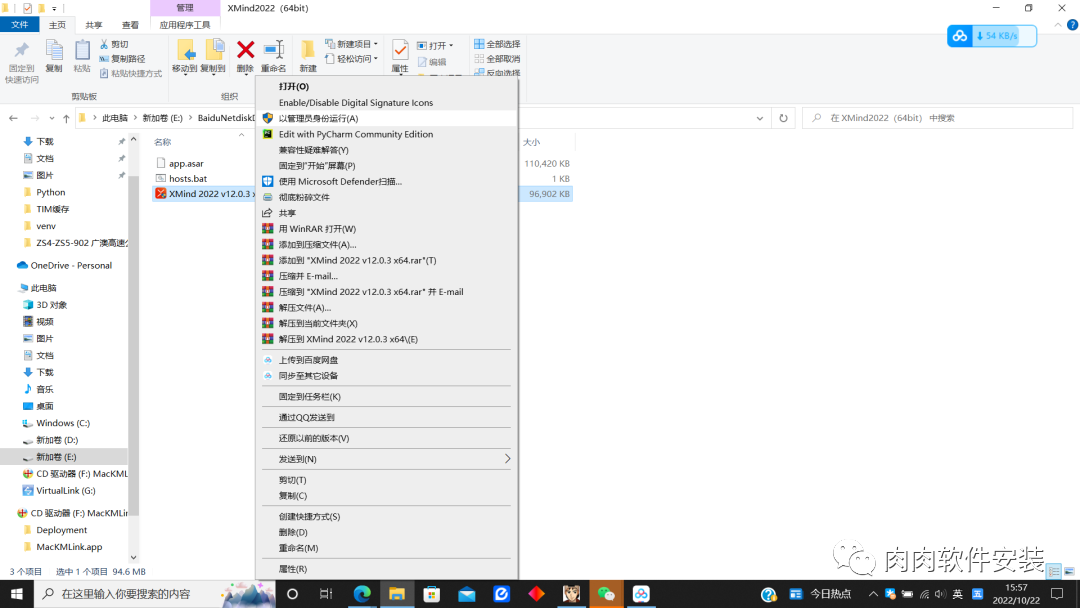 管理
XMind2022 (64bit)
文件
主页
共享
查看
应用程序工具
54 KB/s
固定到
快速访问
复制
粘贴
剪切
复制路径
粘贴快捷方式
剪贴板
移动到
复制到
删除
重命名
组织
新建
新建项目
轻松访问
属性
打开
编辑
全部选择
全部取消
反向选择
此电脑
新加卷 (E:)
BaiduNetdiskD
在 XMind2022 (64bit) 中搜索
下载
文档
图片
Python
TIM缓存
venv
ZS4-ZS5-902 广澳高速公
OneDrive - Personal
此电脑
3D 对象
视频
图片
文档
下载
音乐
桌面
Windows (C:)
新加卷 (D:)
新加卷 (E:)
CD 驱动器 (F:) MacKML
VirtualLink (G:)
CD 驱动器 (F:) MacKMLin
Deployment
MacKMLink.app
名称
大小
app.asar
110,420 KB
hosts.bat
1 KB
XMind 2022 v12.0.3 x
96,902 KB
打开(O)
Enable/Disable Digital Signature Icons
以管理员身份运行(A)
Edit with PyCharm Community Edition
兼容性疑难解答(Y)
固定到"开始"屏幕(P)
使用 Microsoft Defender扫描...
彻底粉碎文件
共享
用 WinRAR 打开(W)
添加到压缩文件(A)...
添加到 "XMind 2022 v12.0.3 x64.rar"(T)
压缩并 E-mail...
压缩到 "XMind 2022 v12.0.3 x64.rar" 并 E-mail
解压文件(A)...
解压到当前文件夹(X)
解压到 XMind 2022 v12.0.3 x64\(E)
上传到百度网盘
同步至其它设备
固定到任务栏(K)
通过QQ发送到
还原以前的版本(V)
发送到(N)
剪切(T)
复制(C)
创建快捷方式(S)
删除(D)
重命名(M)
属性(R)
3 个项目
选中 1 个项目 94.6 MB
肉肉软件安装
在这里输入你要搜索的内容
今日热点
英
15:57
2022/10/22